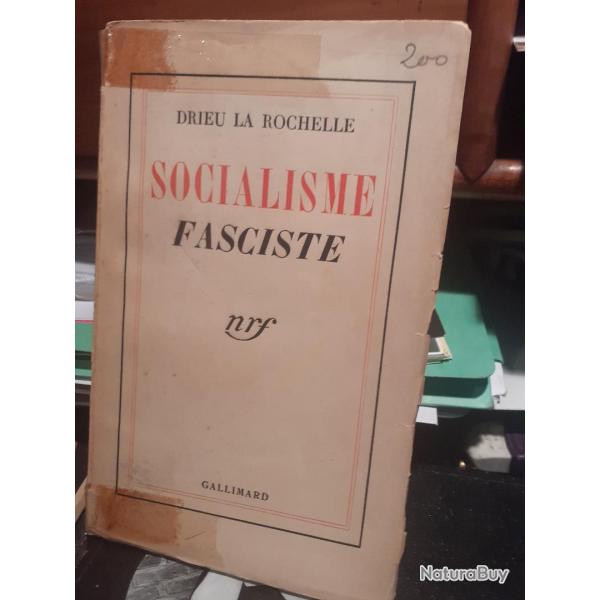 200
DRIEU LA ROCHELLE
SOCIALISME
FASCISTE
nrf
GALLIMARD
NaturaBuy